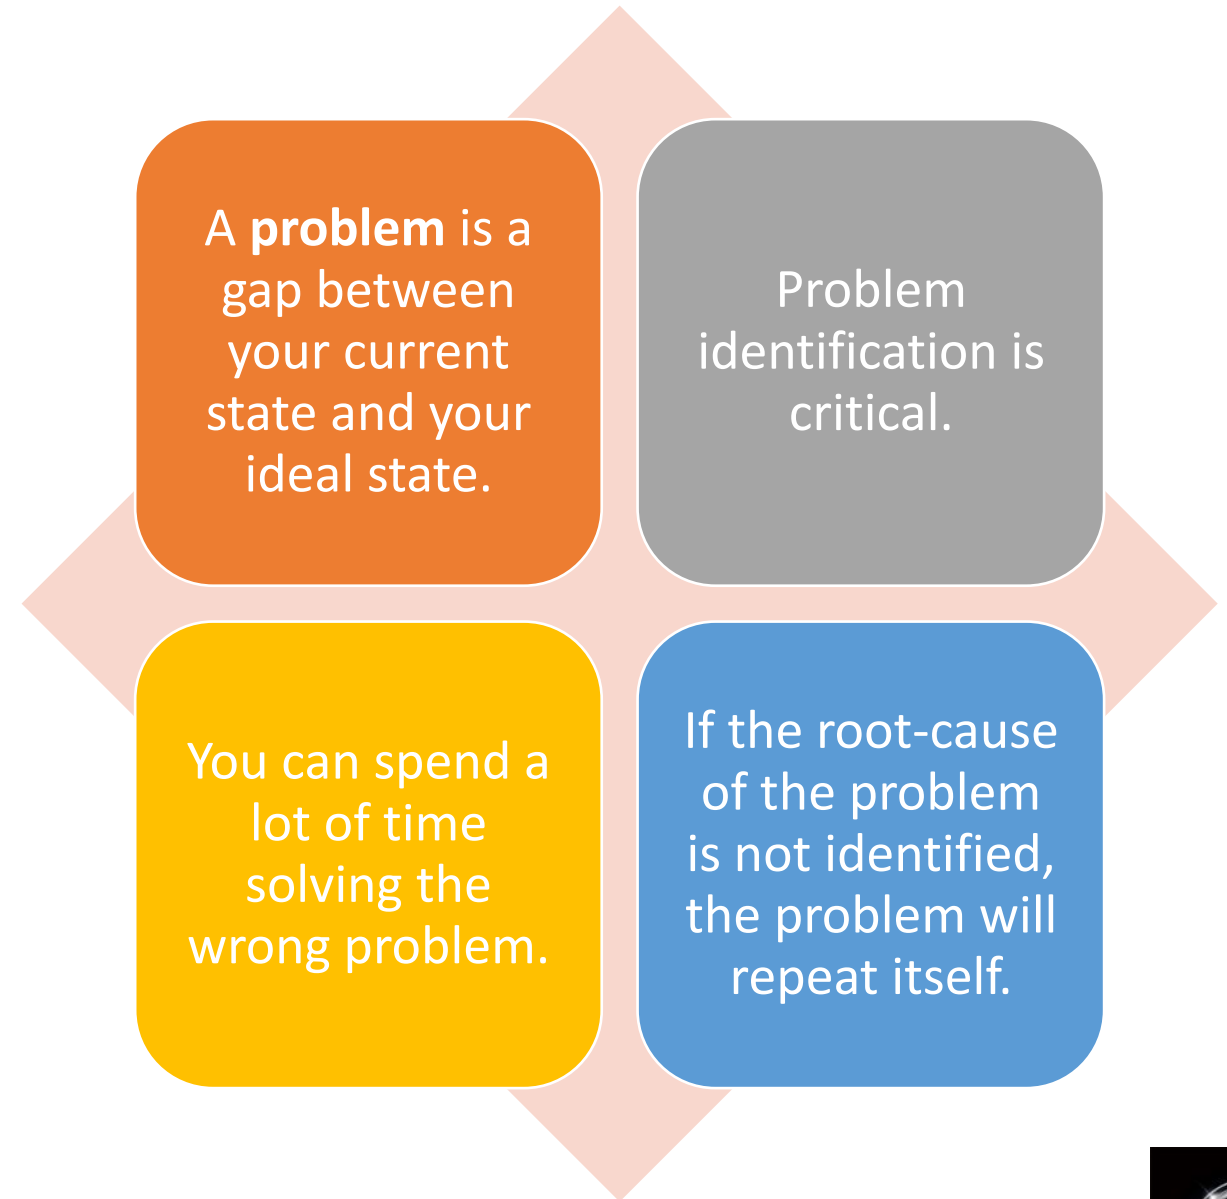 A problem is a
gap between
your current
state and your
ideal state.
Problem
identification is
critical.
You can spend a
lot of time
solving the
wrong problem.
If the root-cause
of the problem
is not identified,
the problem will
repeat itself.